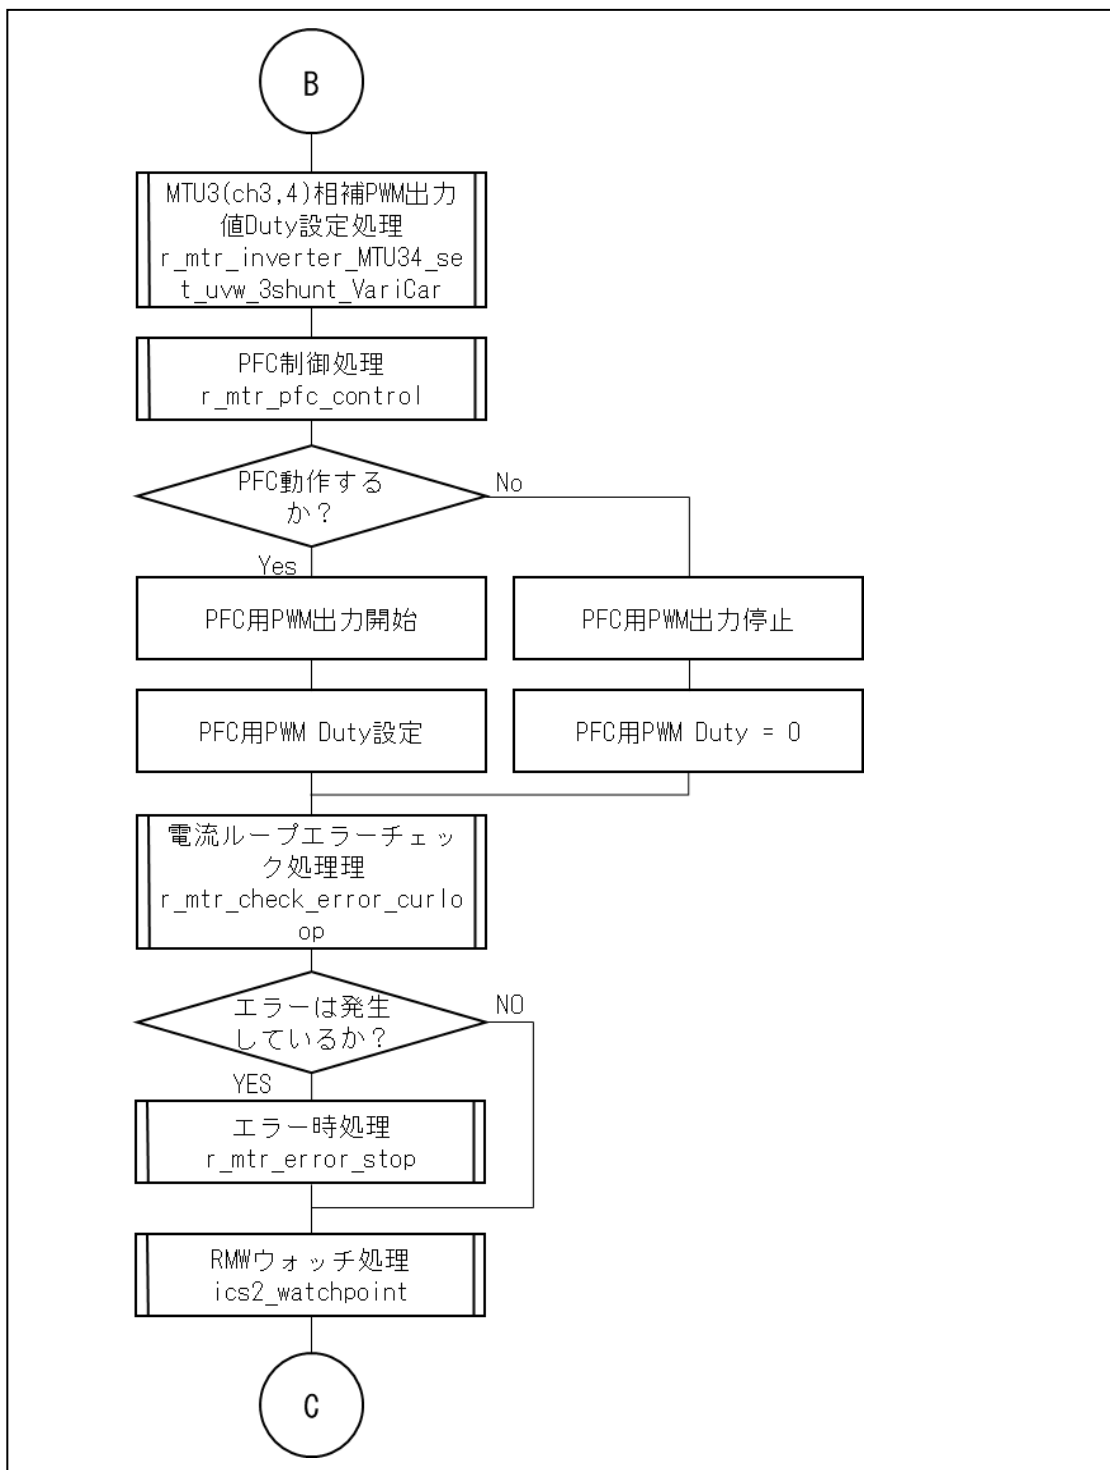 B
MTU3(ch3,4)相補PWM出力
値Duty設定処理
r_mtr_inverter_MTU34_se
t_uvw_3shunt_VariCar
PFC制御処理
r_mtr_pfc_control
PFC動作する
か？
No
Yes
PFC用PWM出力開始
PFC用PWM出力停止
PFC用PWM Duty設定
PFC用PWM Duty = 0
電流ループエラーチェッ
ク処理理
r_mtr_check_error_curlo
op
エラーは発生
しているか？
NO
YES
エラー時処理
r_mtr_error_stop
RMWウォッチ処理
ics2_watchpoint
C